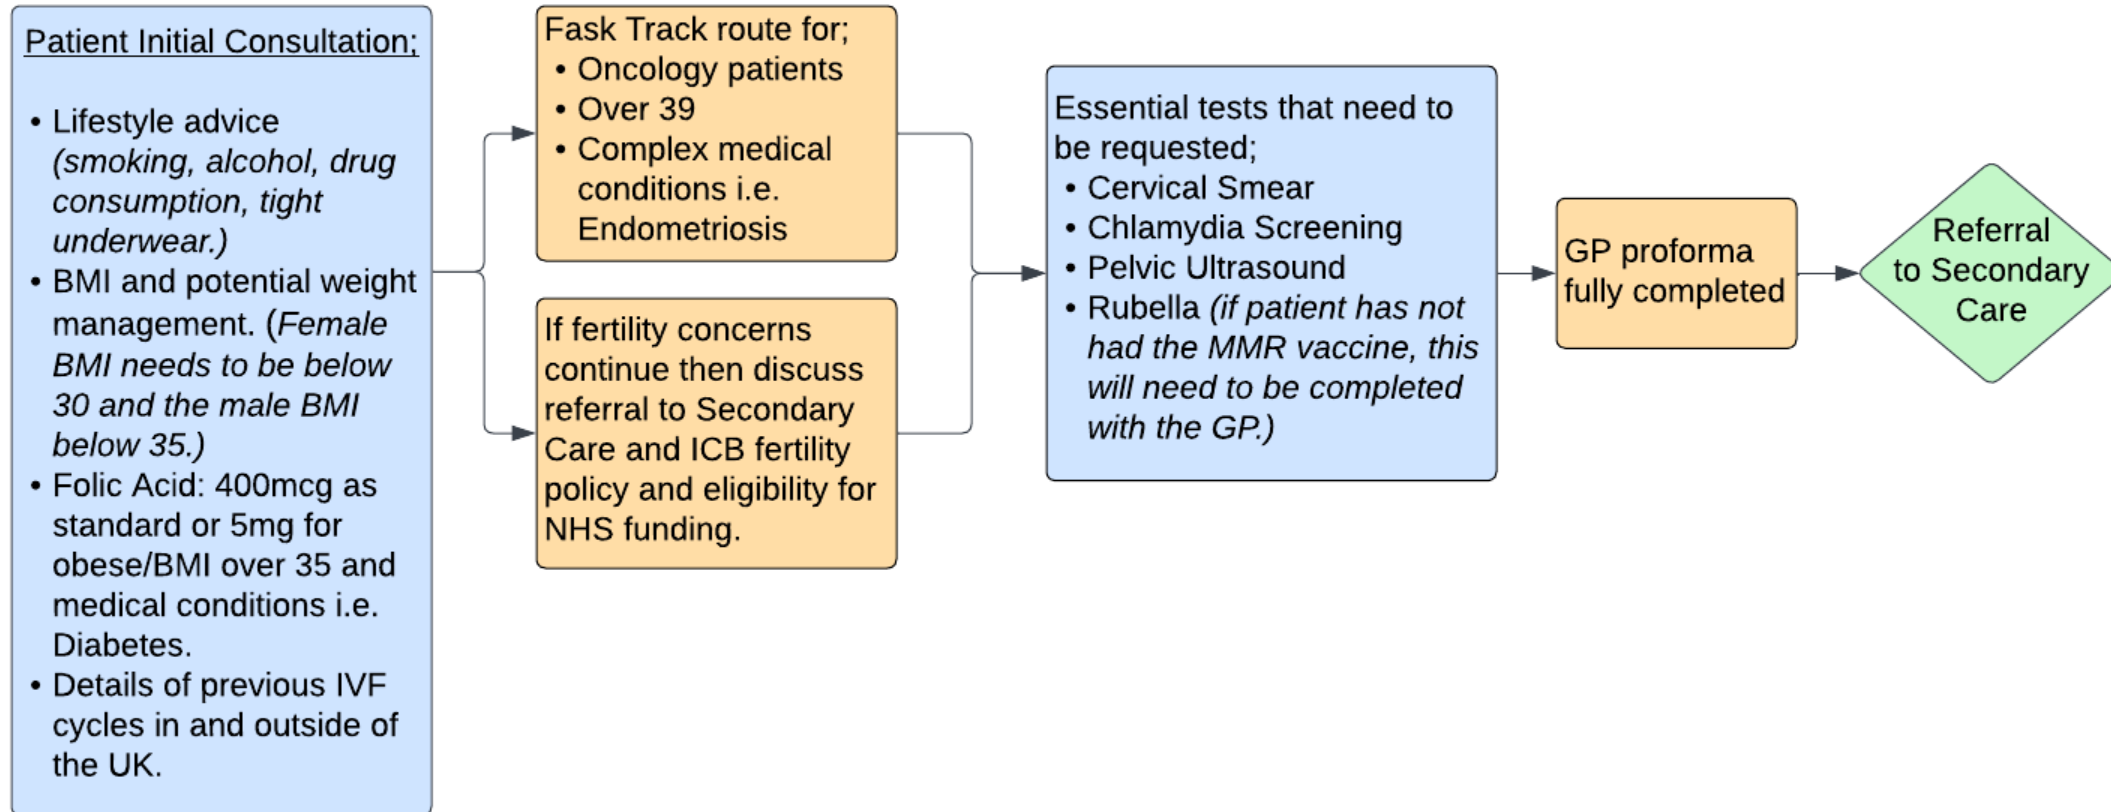 Patient Initial Consultation;
• Lifestyle advice
(smoking, alcohol, drug
consumption, tight
underwear.)
• BMI and potential weight
management. (Female
BMI needs to be below
30 and the male BMI
below 35.)
• Folic Acid: 400mcg as
standard or 5mg for
obese/BMI over 35 and
medical conditions i.e.
Diabetes.
• Details of previous IVF
cycles in and outside of
the UK.
Fask Track route for;
• Oncology patients
• Over 39
• Complex medical
conditions i.e.
Endometriosis
If fertility concerns
continue then discuss
referral to Secondary
Care and ICB fertility
policy and eligibility for
NHS funding.
Essential tests that need to
be requested;
• Cervical Smear
• Chlamydia Screening
• Pelvic Ultrasound
• Rubella (if patient has not
had the MMR vaccine, this
will need to be completed
with the GP.)
GP proforma
fully completed
Referral
to Secondary
Care